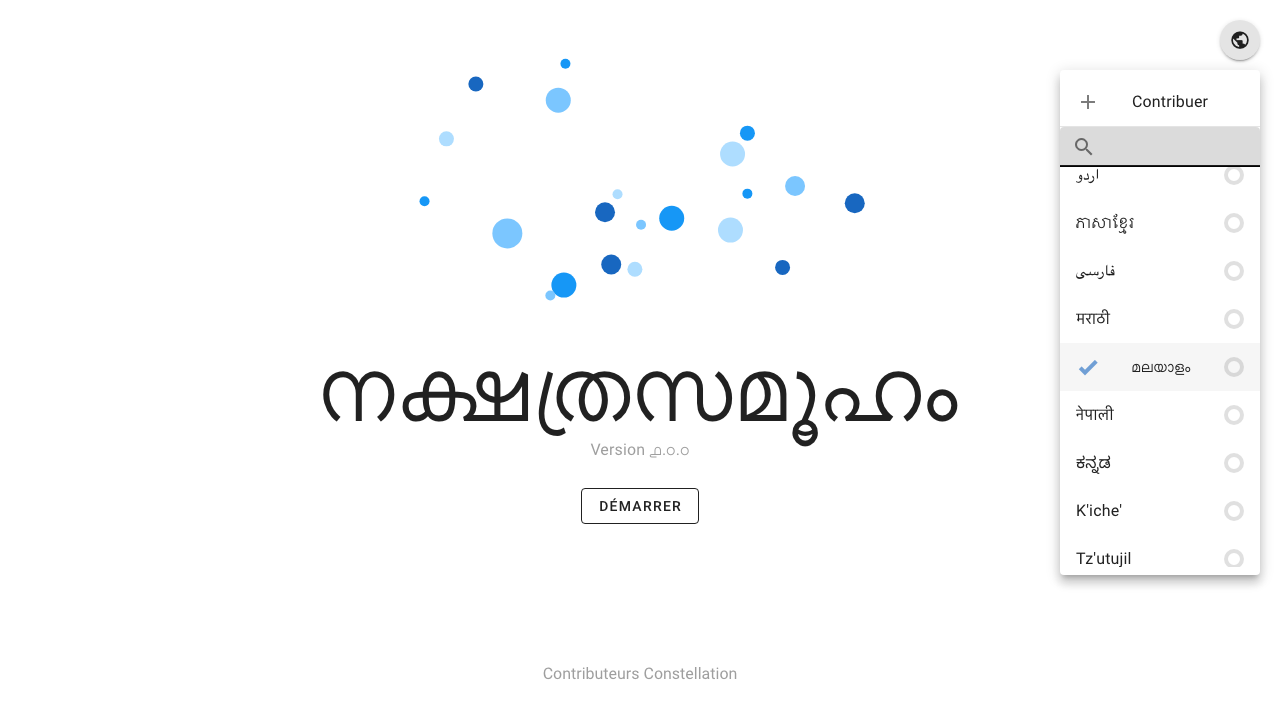 Contribuer
اردو
ភាសាខ្មែរ
فارسی
मराठी
മലയാളം
नेपाली
ಕನ್ನಡ
K'iche'
Tz'utujil
നക്ഷത്രസമൂഹം
Version ൧.൦.൦
DÉMARRER
Contributeurs Constellation